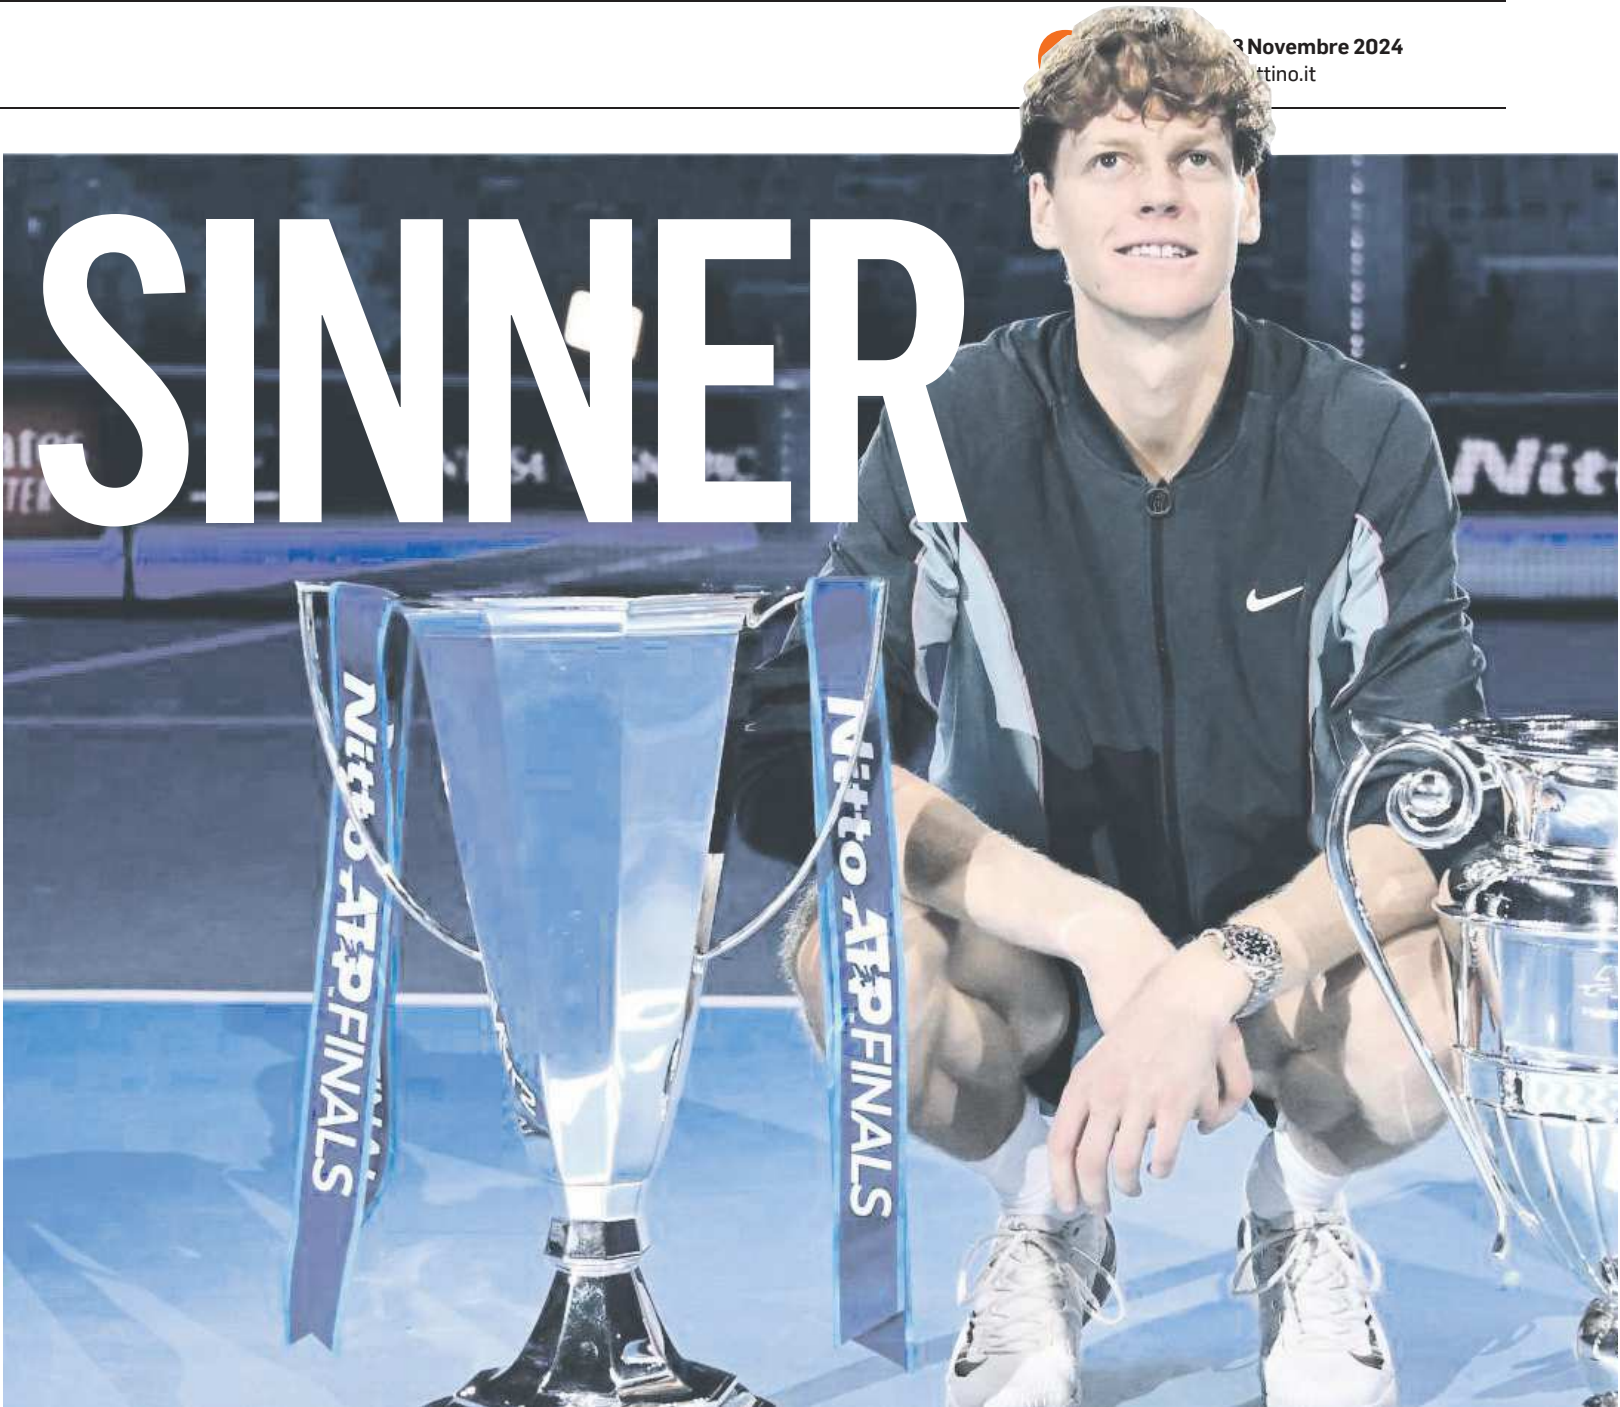 3 Novembre 2024
ttino.it
SINNER
Nitto ATP FINALS
Nitto ATP FINALS